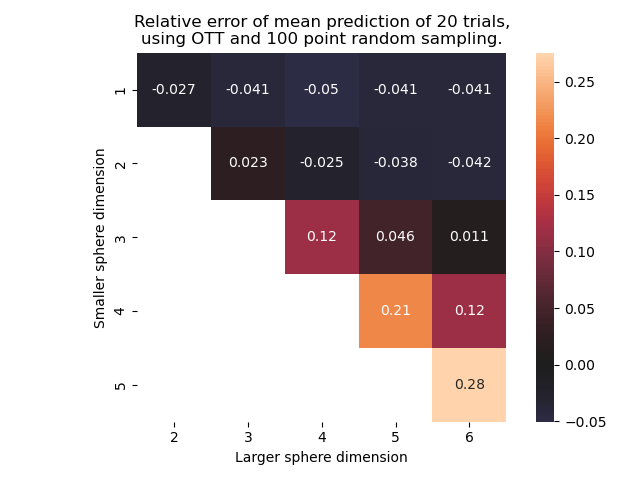 Relative error of mean prediction of 20 trials,
using OTT and 100 point random sampling.
Smaller sphere dimension
1
2
3
4
5
-0.027 -0.041 -0.05 -0.041 -0.041
0.023 -0.025 -0.038 -0.042
0.12 0.046 0.011
0.21 0.12
0.28
2 3 4 5 6
Larger sphere dimension
0.25
0.20
0.15
0.10
0.05
0.00
−0.05